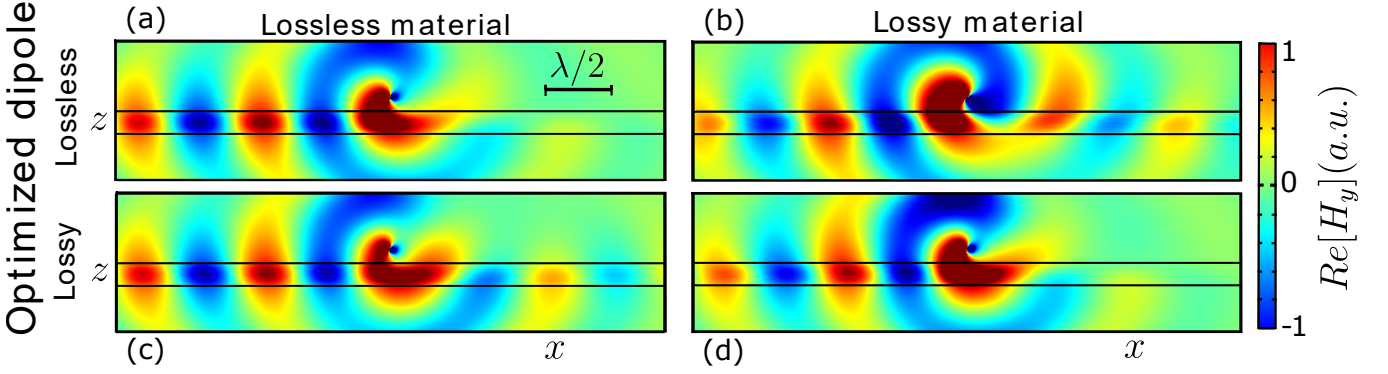 (a)
Lossless material
(b)
Lossy material
Optimized dipole
Lossless
z
λ/2
1
0
-1
Re[H_y](a.u.)
Lossy
z
(c)
x
(d)
x